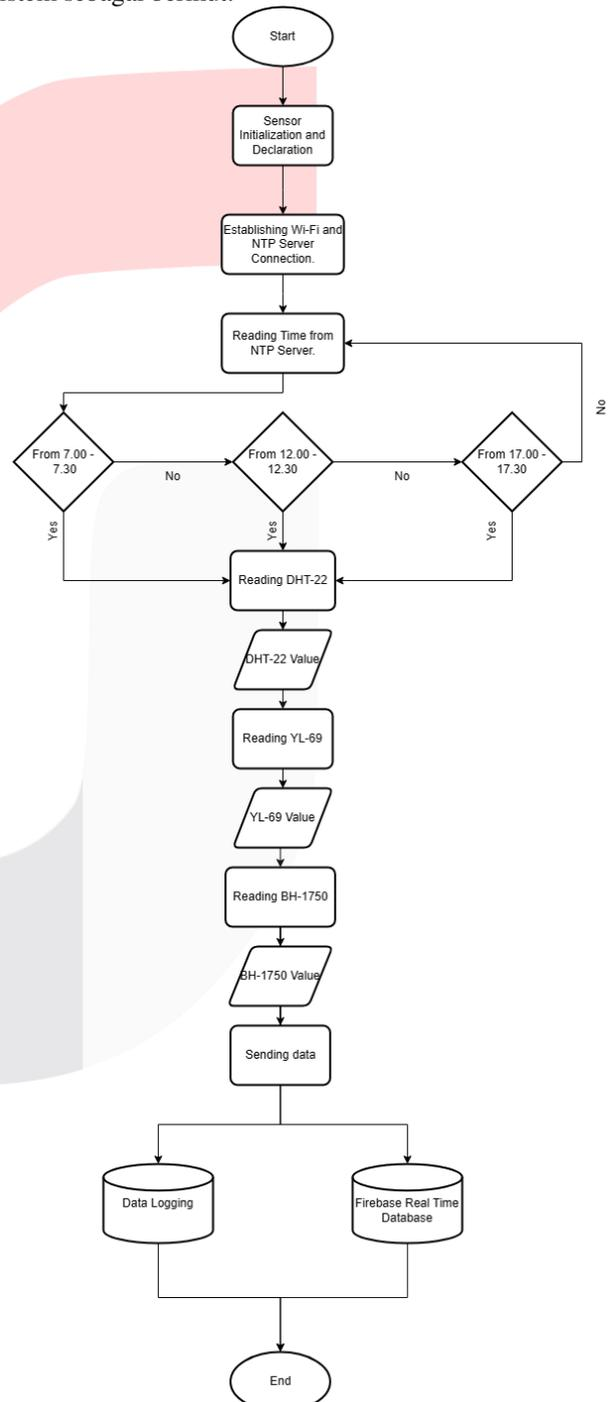 Start
Sensor
Initialization and
Declaration
Establishing Wi-Fi and
NTP Server
Connection.
Reading Time from
NTP Server.
No
From 7.00 -
7.30
No
From 12.00 -
12.30
No
From 17.00 -
17.30
Yes
Yes
Yes
Reading DHT-22
DHT-22 Value
Reading YL-69
YL-69 Value
Reading BH-1750
BH-1750 Value
Sending data
Data Logging
Firebase Real Time
Database
End